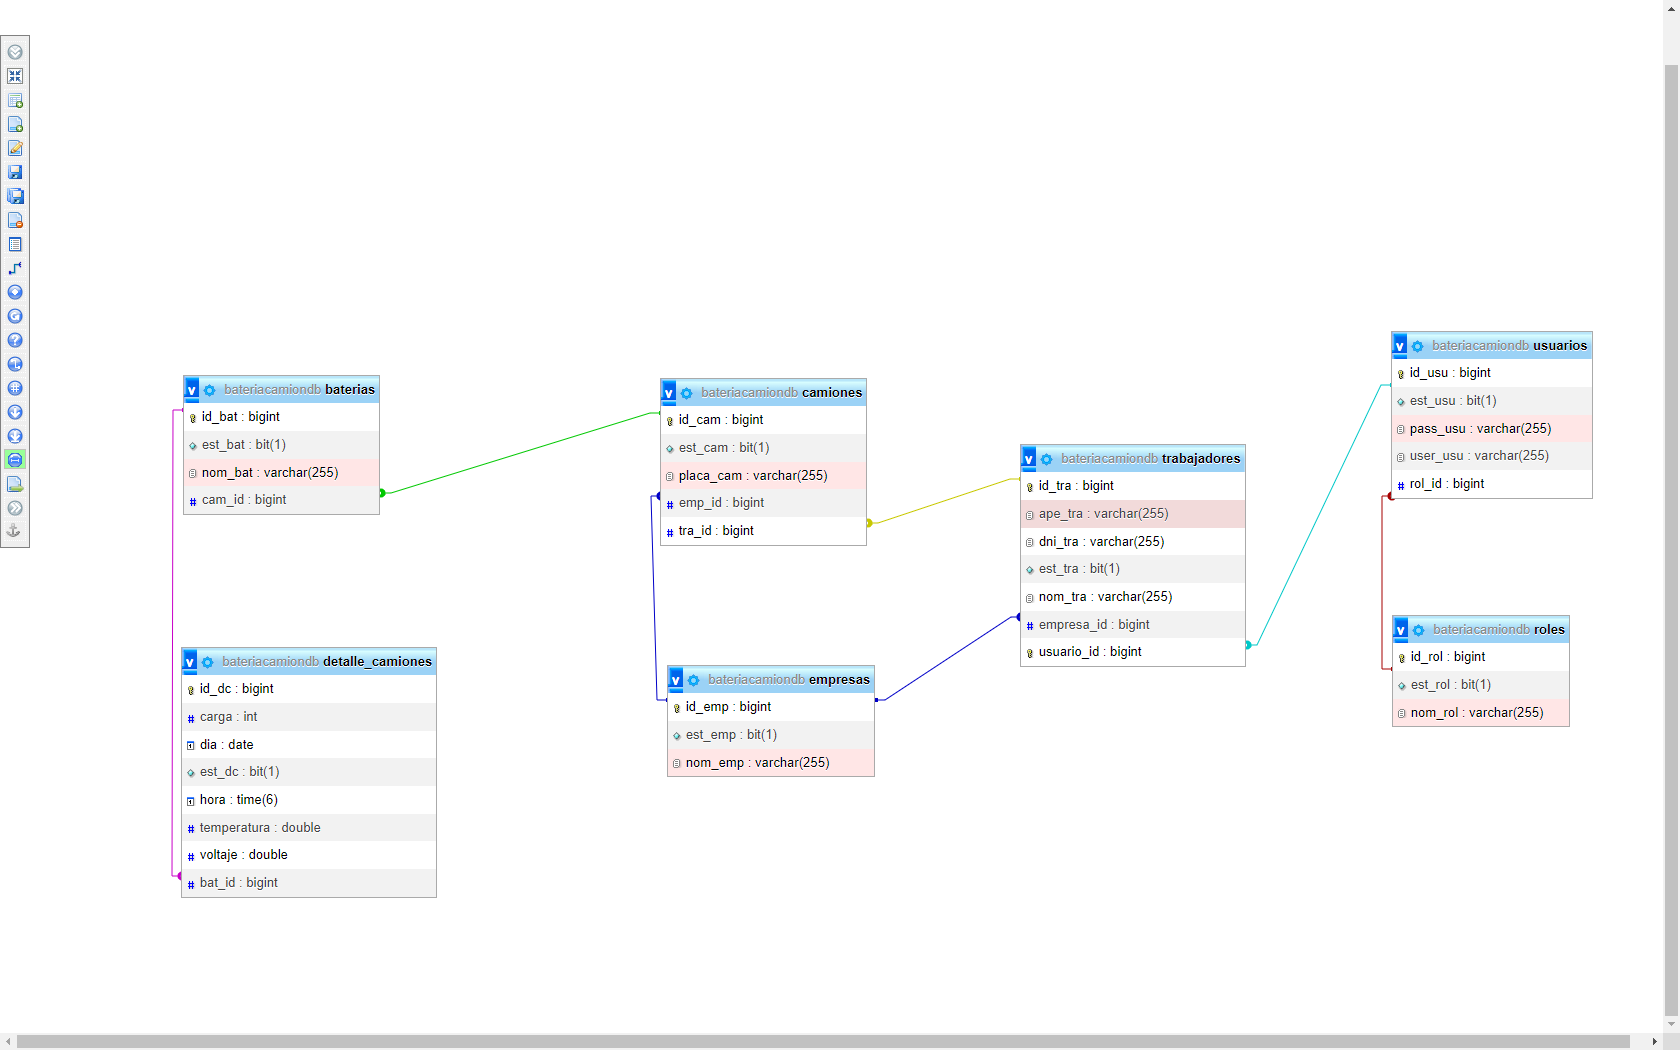 bateriacamiondb baterias
id_bat : bigint
est_bat : bit(1)
nom_bat : varchar(255)
cam_id : bigint
bateriacamiondb camiones
id_cam : bigint
est_cam : bit(1)
placa_cam : varchar(255)
emp_id : bigint
tra_id : bigint
bateriacamiondb trabajadores
id_tra : bigint
ape_tra : varchar(255)
dni_tra : varchar(255)
est_tra : bit(1)
nom_tra : varchar(255)
empresa_id : bigint
usuario_id : bigint
bateriacamiondb usuarios
id_usu : bigint
est_usu : bit(1)
pass_usu : varchar(255)
user_usu : varchar(255)
rol_id : bigint
bateriacamiondb detalle_camiones
id_dc : bigint
carga : int
dia : date
est_dc : bit(1)
hora : time(6)
temperatura : double
voltaje : double
bat_id : bigint
bateriacamiondb empresas
id_emp : bigint
est_emp : bit(1)
nom_emp : varchar(255)
bateriacamiondb roles
id_rol : bigint
est_rol : bit(1)
nom_rol : varchar(255)